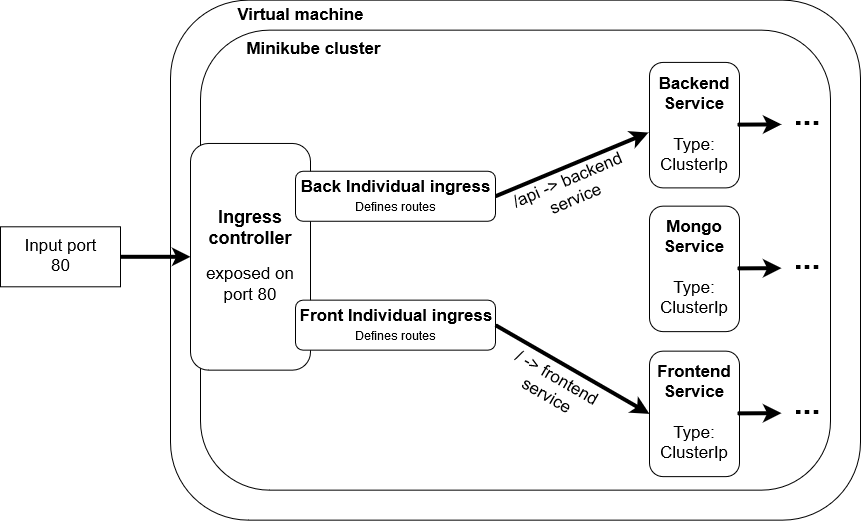 Virtual machine
Minikube cluster
Input port
80
Ingress
controller
exposed on
port 80
Back Individual ingress
Defines routes
Front Individual ingress
Defines routes
/api -> backend
service
/ -> frontend
service
Backend
Service
Type:
ClusterIp
...
Mongo
Service
Type:
ClusterIp
...
Frontend
Service
Type:
ClusterIp
...